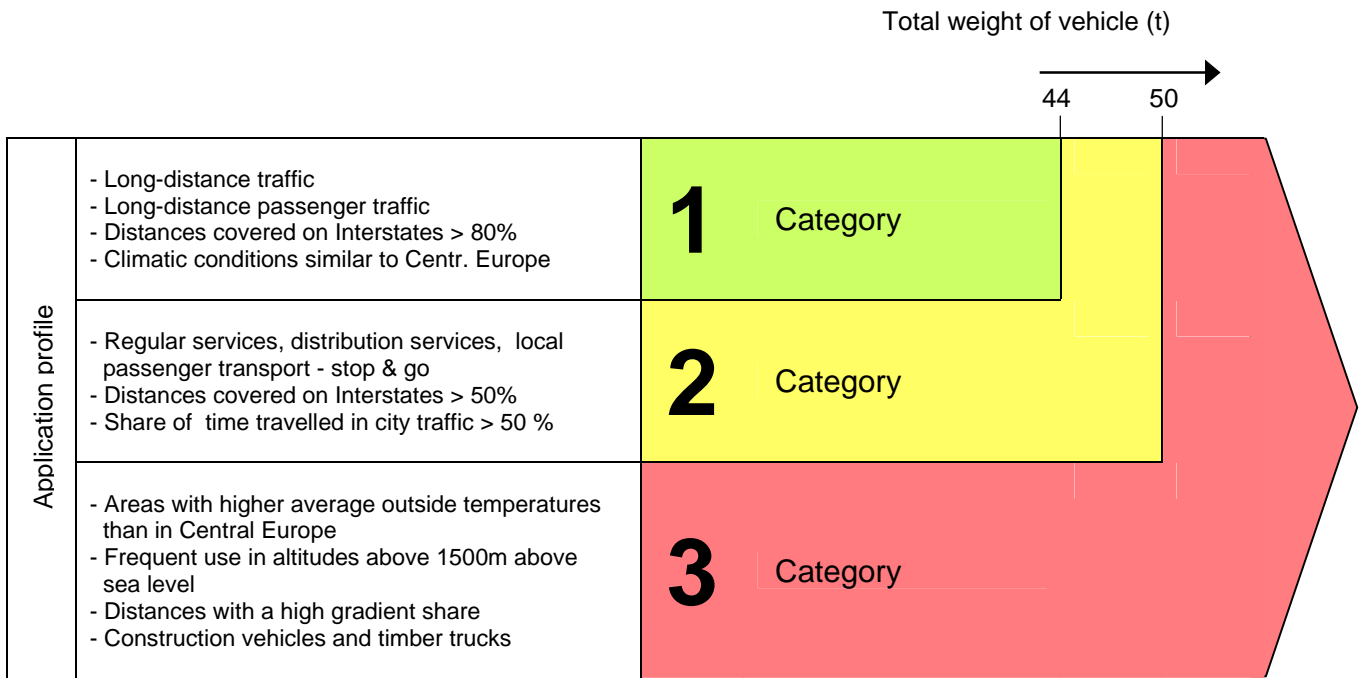 Total weight of vehicle (t)
44
50
Application profile
- Long-distance traffic
- Long-distance passenger traffic
- Distances covered on Interstates > 80%
- Climatic conditions similar to Centr. Europe
1 Category
- Regular services, distribution services, local
passenger transport - stop & go
- Distances covered on Interstates > 50%
- Share of time travelled in city traffic > 50 %
2 Category
- Areas with higher average outside temperatures
than in Central Europe
- Frequent use in altitudes above 1500m above
sea level
- Distances with a high gradient share
- Construction vehicles and timber trucks
3 Category